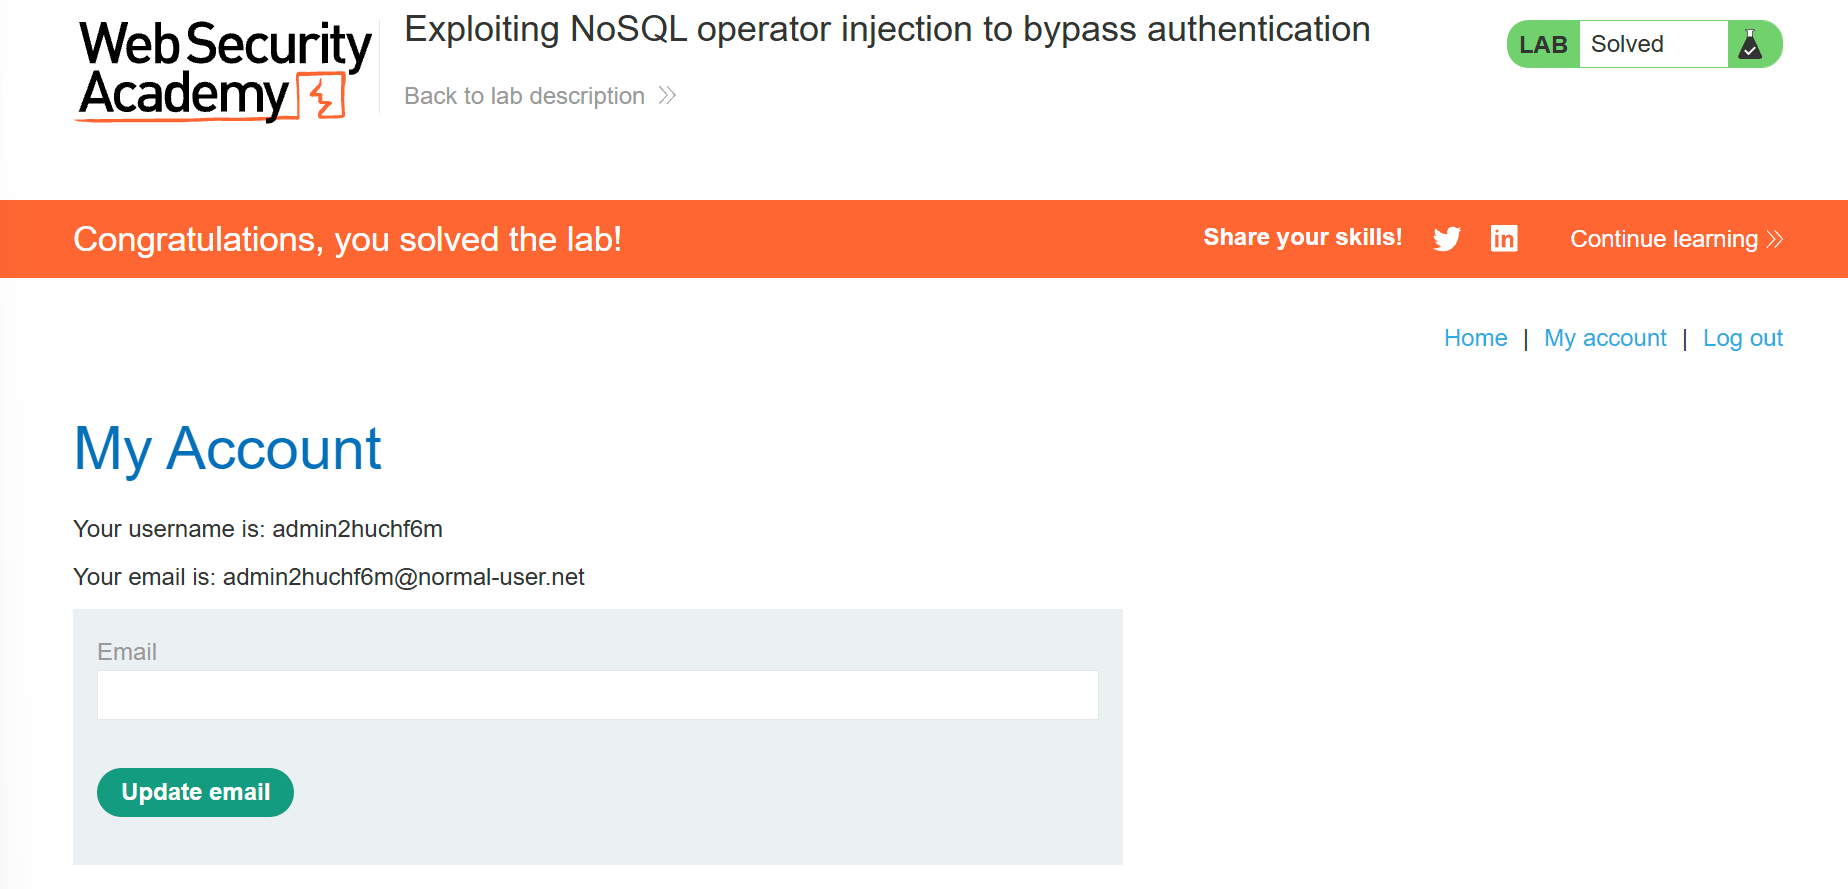 Web Security
Academy
Exploiting NoSQL operator injection to bypass authentication
Back to lab description
LAB Solved
Congratulations, you solved the lab!
Share your skills!
Continue learning
Home | My account | Log out
My Account
Your username is: admin2huchf6m
Your email is: admin2huchf6m@normal-user.net
Email
Update email